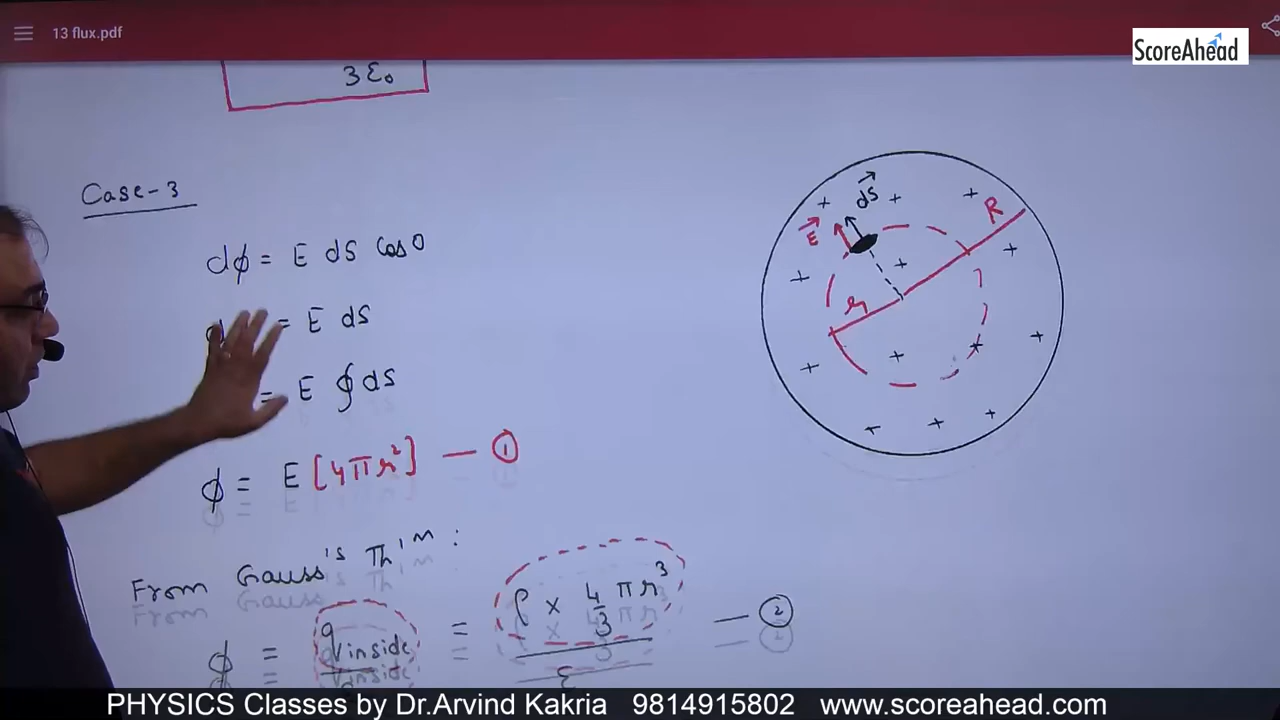 13 flux.pdf
ScoreAhead
3ε₀
Case-3
dϕ = E ds Cos0
= E ds
= E ∮ds
ϕ = E [4πr²] — ①
From Gauss's Th'm :
ϕ = qinside = ρ × 4/3 πr³ — ②
ε
+ + + + + + + + + + + + +
dS
E
R
r
PHYSICS Classes by Dr.Arvind Kakria 9814915802 www.scoreahead.com